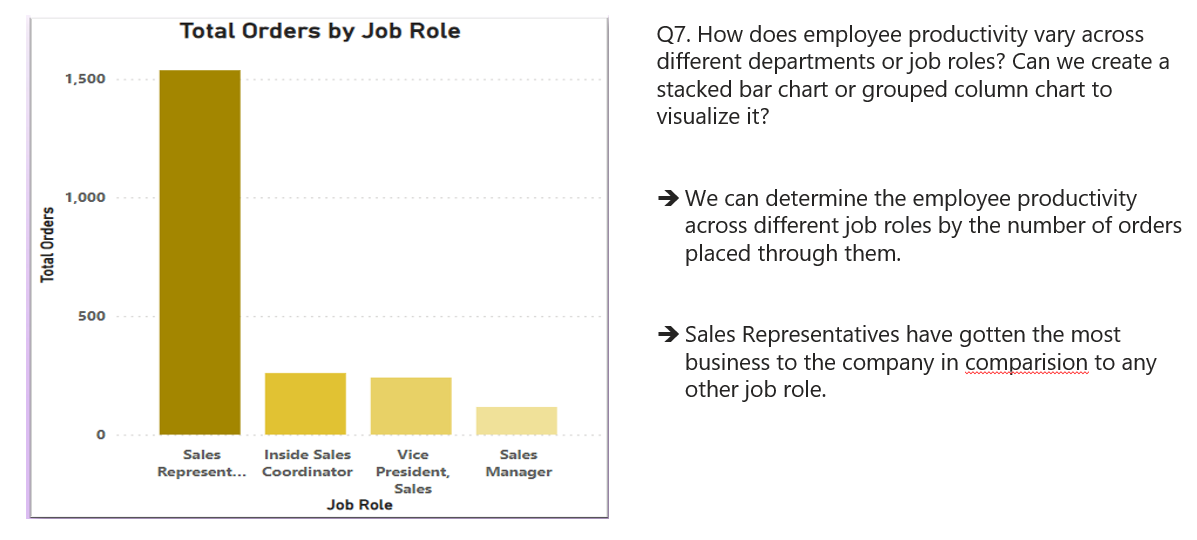 Total Orders by Job Role
1,500
1,000
500
0
Total Orders
Sales
Represent...
Inside Sales
Coordinator
Vice
President,
Sales
Sales
Manager
Job Role
Q7. How does employee productivity vary across
different departments or job roles? Can we create a
stacked bar chart or grouped column chart to
visualize it?
➔ We can determine the employee productivity
across different job roles by the number of orders
placed through them.
➔ Sales Representatives have gotten the most
business to the company in comparision to any
other job role.